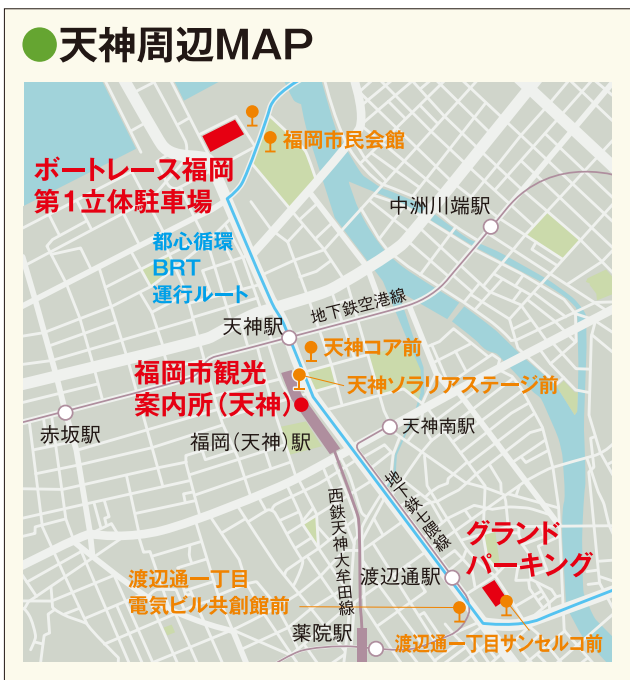 ●天神周辺MAP
福岡市民会館
ボートレース福岡
第1立体駐車場
中洲川端駅
都心循環
BRT
運行ルート
地下鉄空港線
天神駅
天神コア前
福岡市観光
案内所(天神)
天神ソラリアステージ前
赤坂駅
福岡(天神)駅
天神南駅
地下鉄七隈線
西鉄天神大牟田線
グランド
パーキング
渡辺通一丁目
電気ビル共創館前
渡辺通駅
薬院駅
渡辺通一丁目サンセルコ前